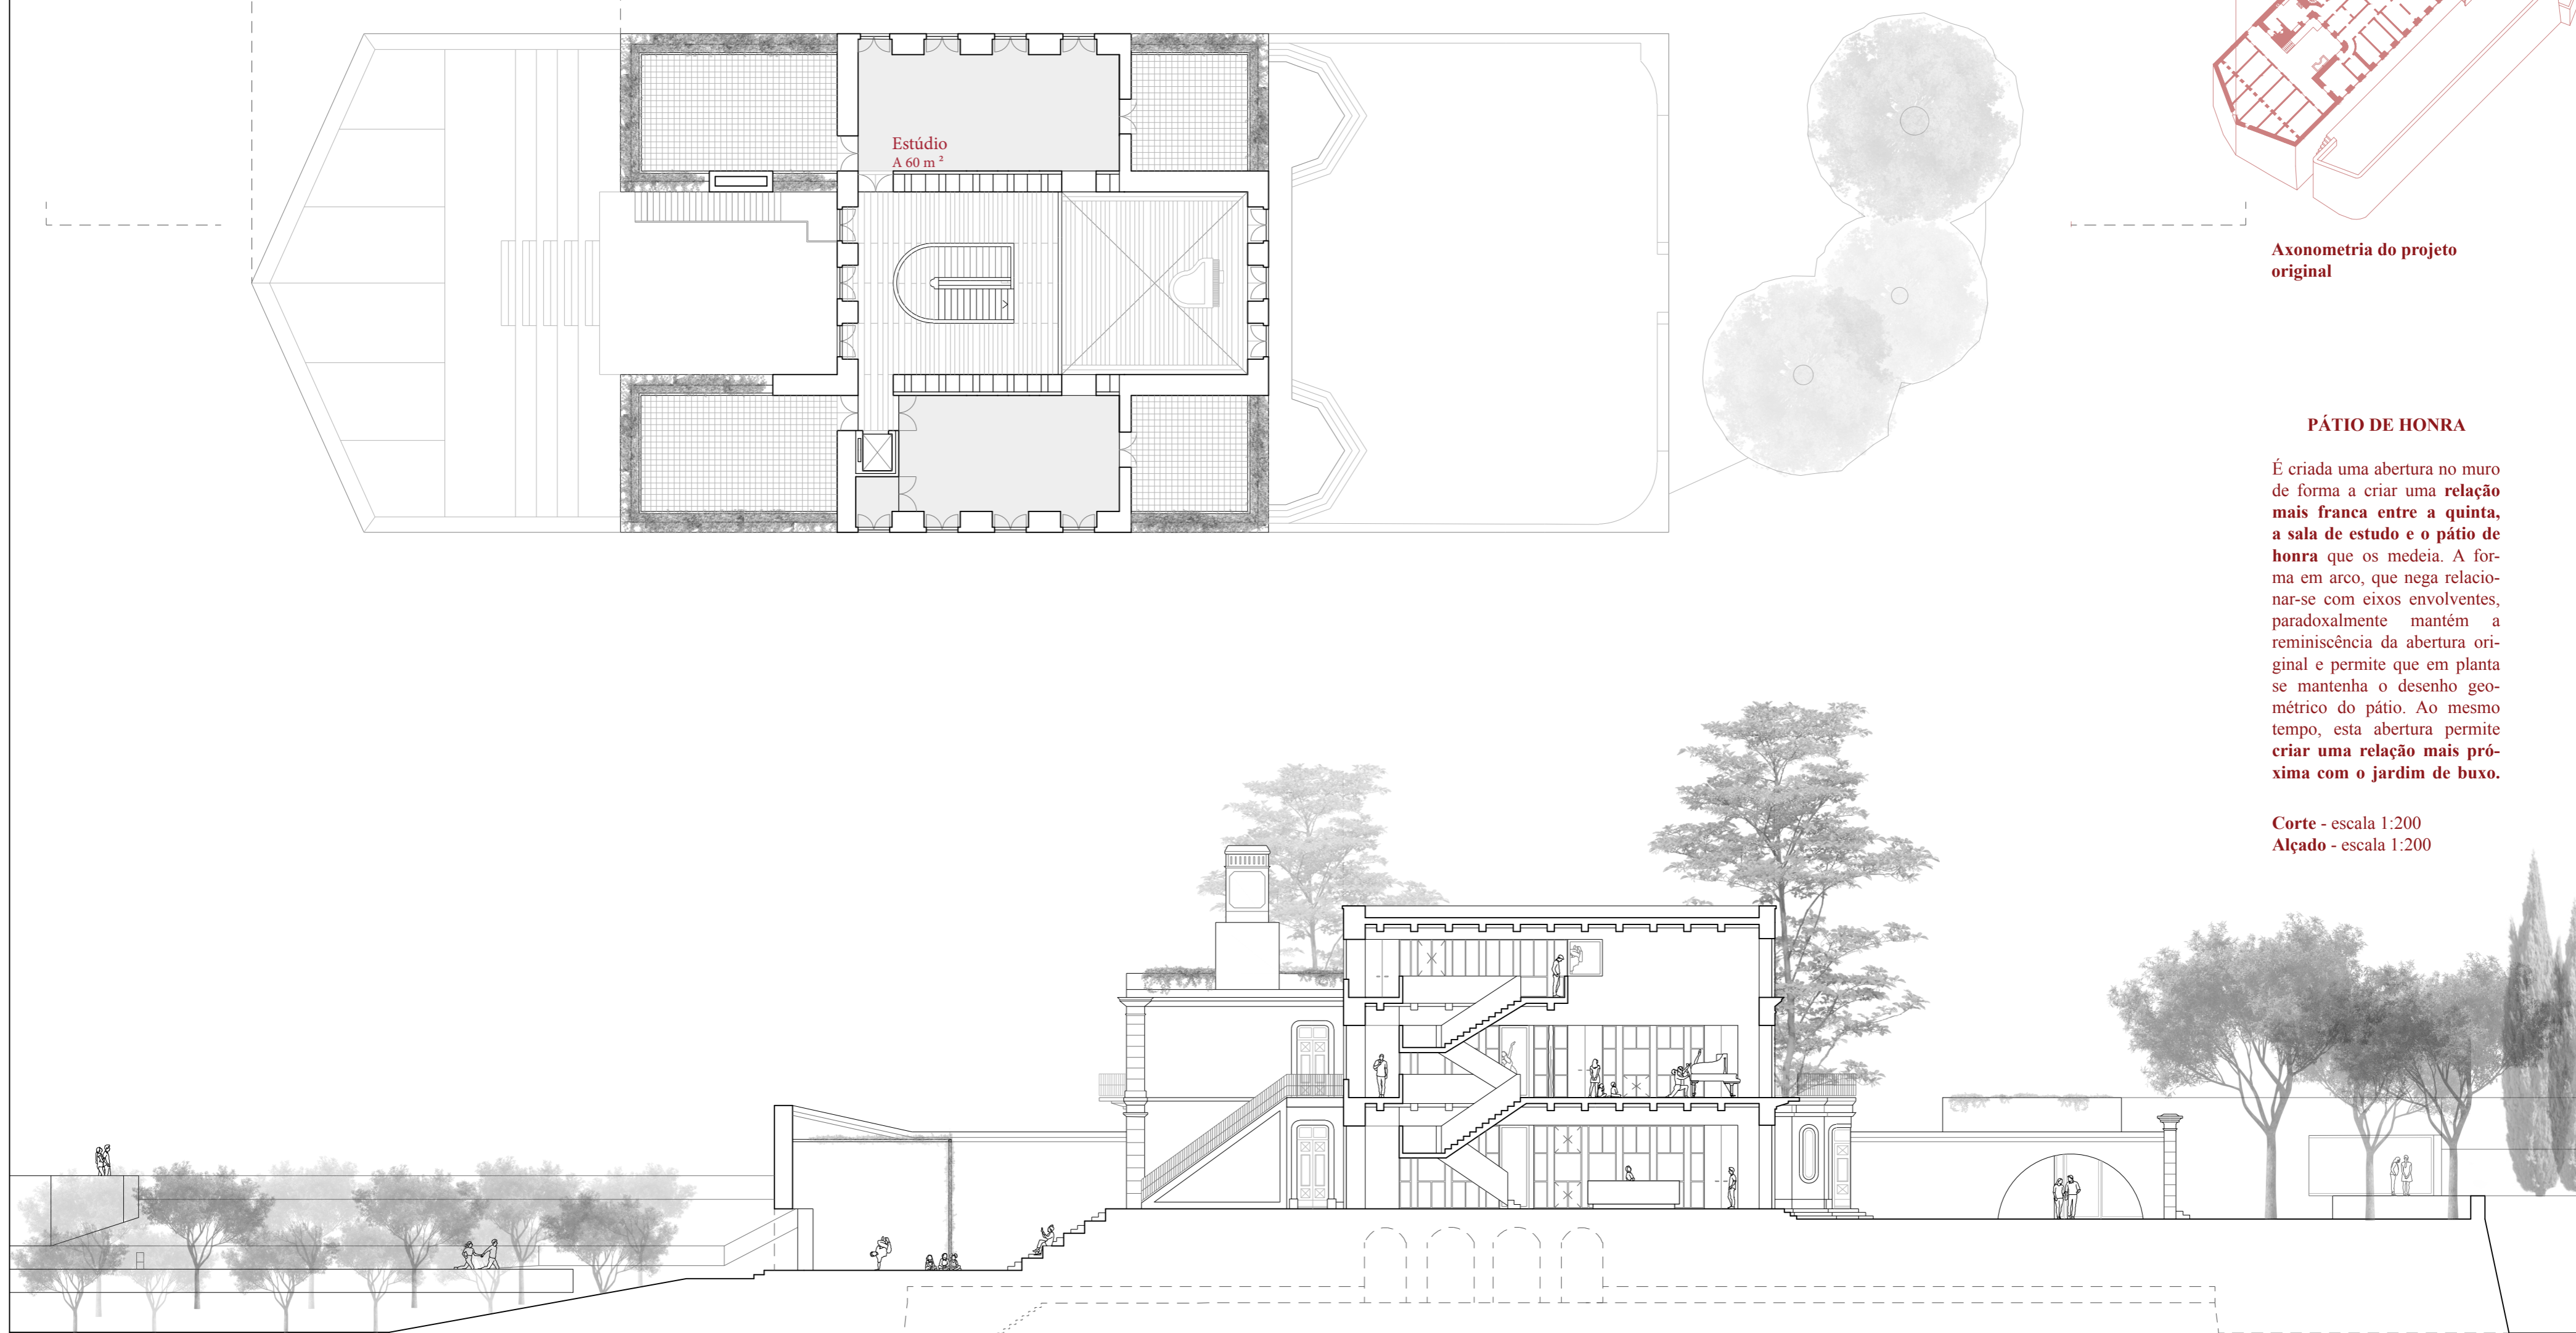 Estúdio
A 60 m ²
Axonometria do projeto
original
PÁTIO DE HONRA
É criada uma abertura no muro
de forma a criar uma relação
mais franca entre a quinta,
a sala de estudo e o pátio de
honra que os medeia. A for-
ma em arco, que nega relacio-
nar-se com eixos envolventes,
paradoxalmente mantém a
reminiscência da abertura ori-
ginal e permite que em planta
se mantenha o desenho geo-
métrico do pátio. Ao mesmo
tempo, esta abertura permite
criar uma relação mais pró-
xima com o jardim de buxo.
Corte - escala 1:200
Alçado - escala 1:200